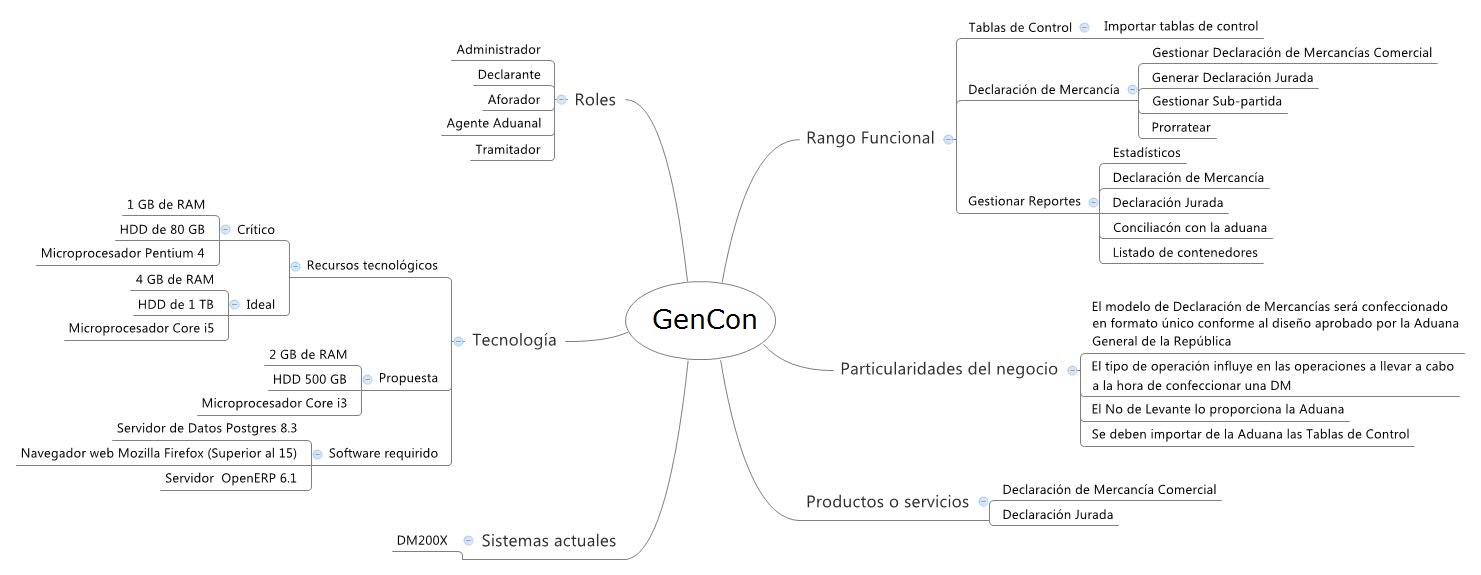 GenCon
Roles
Administrador
Declarante
Aforador
Agente Aduanal
Tramitador
Tecnología
Recursos tecnológicos
Crítico
1 GB de RAM
HDD de 80 GB
Microprocesador Pentium 4
Ideal
4 GB de RAM
HDD de 1 TB
Microprocesador Core i5
Propuesta
2 GB de RAM
HDD 500 GB
Microprocesador Core i3
Software requirido
Servidor de Datos Postgres 8.3
Navegador web Mozilla Firefox (Superior al 15)
Servidor OpenERP 6.1
Sistemas actuales
DM200X
Rango Funcional
Tablas de Control
Importar tablas de control
Declaración de Mercancía
Gestionar Declaración de Mercancías Comercial
Generar Declaración Jurada
Gestionar Sub-partida
Prorratear
Gestionar Reportes
Estadísticos
Declaración de Mercancía
Declaración Jurada
Conciliacón con la aduana
Listado de contenedores
Particularidades del negocio
El modelo de Declaración de Mercancías será confeccionado
en formato único conforme al diseño aprobado por la Aduana
General de la República
El tipo de operación influye en las operaciones a llevar a cabo
a la hora de confeccionar una DM
El No de Levante lo proporciona la Aduana
Se deben importar de la Aduana las Tablas de Control
Productos o servicios
Declaración de Mercancía Comercial
Declaración Jurada